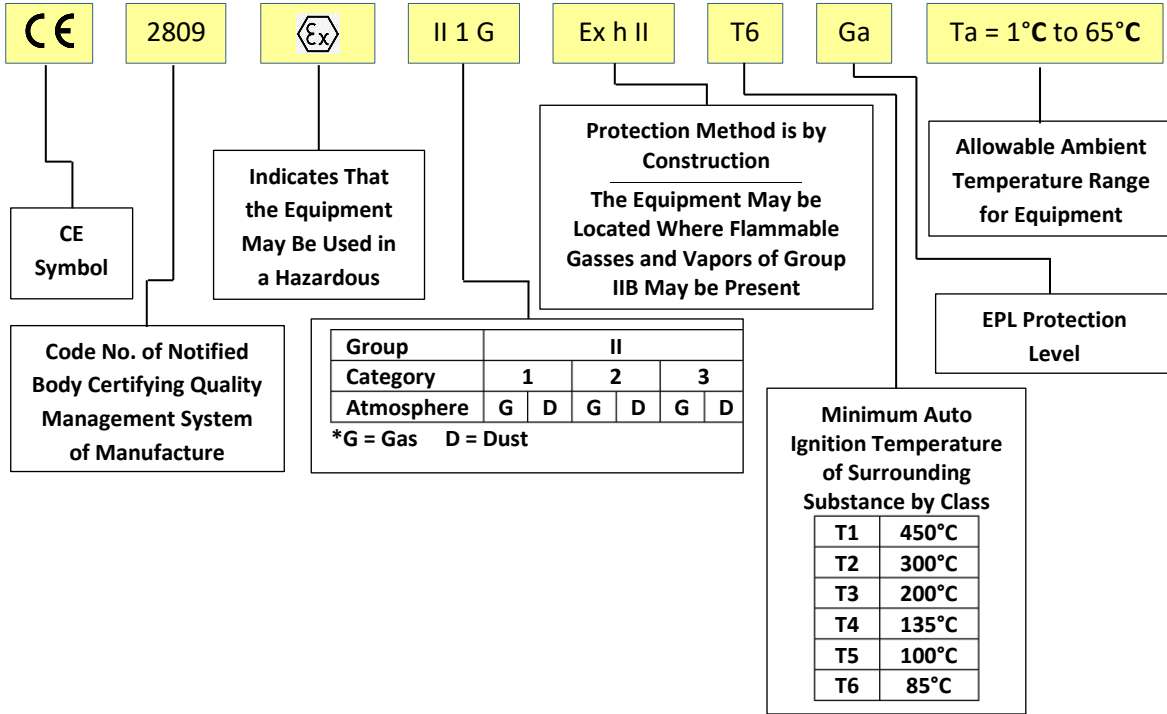 CE 2809 Ex II 1 G Ex h II T6 Ga Ta = 1°C to 65°C
CE
Symbol
Code No. of Notified
Body Certifying Quality
Management System
of Manufacture
Indicates That
the Equipment
May Be Used in
a Hazardous
Group II
Category 1 2 3
Atmosphere G D G D G D
*G = Gas D = Dust
Protection Method is by
Construction
The Equipment May be
Located Where Flammable
Gasses and Vapors of Group
IIB May be Present
Minimum Auto
Ignition Temperature
of Surrounding
Substance by Class
T1 450°C
T2 300°C
T3 200°C
T4 135°C
T5 100°C
T6 85°C
EPL Protection
Level
Allowable Ambient
Temperature Range
for Equipment